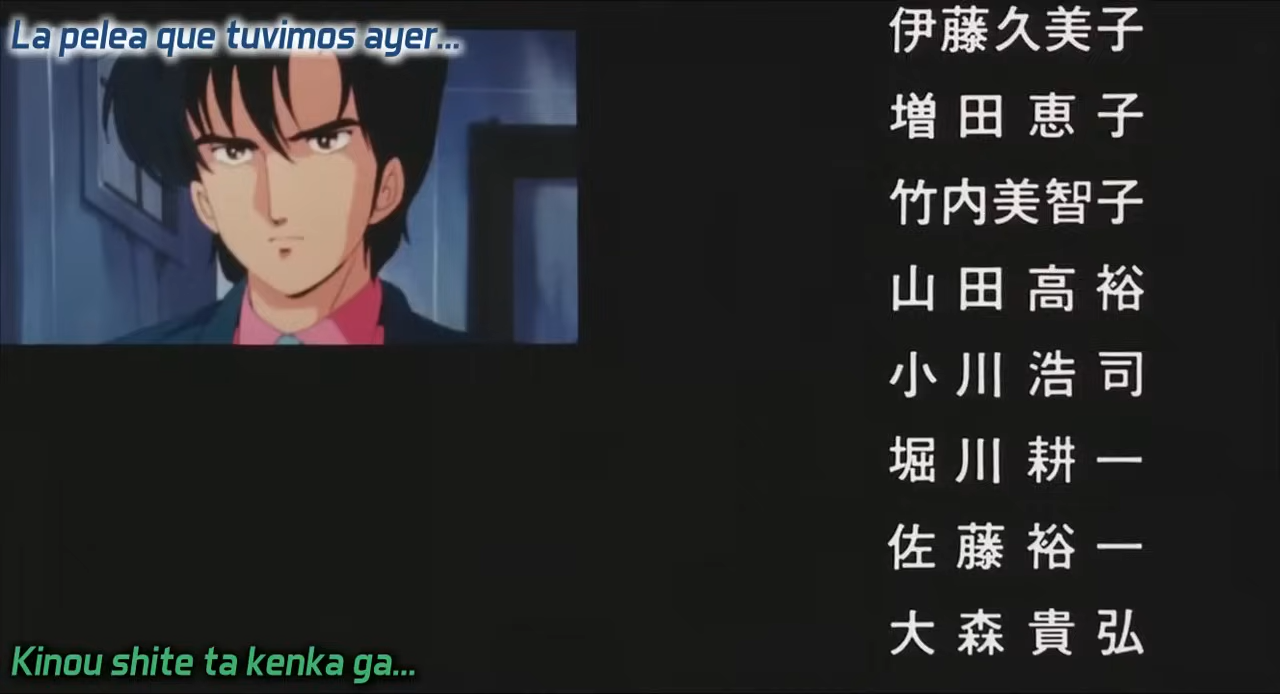 La pelea que tuvimos ayer...
伊藤久美子
増田恵子
竹内美智子
山田高裕
小川浩司
堀川耕一
佐藤裕一
大森貴弘
Kinou shite ta kenka ga...